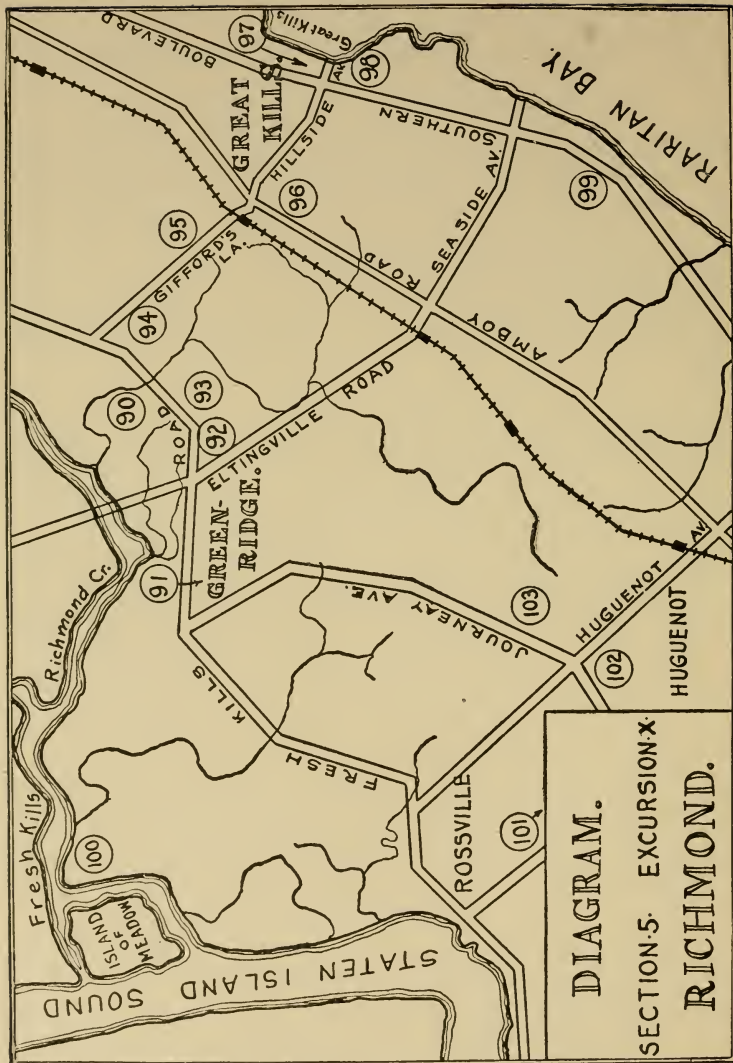 97
BOULEVARD
Great Kills
GREAT
KILLS.
98
AV.
HILLSIDE
SOUTHERN
RARITAN BAY.
96
95
GIFFORD'S
LA.
SEA SIDE AV.
99
94
ROAD
AMBOY
90
93
92
ROAD
ELTINGVILLE ROAD
GREEN-
RIDGE.
91
Richmond Cr.
JOURNEAY AVE.
103
HUGUENOT AV.
102
HUGUENOT
KILLS
FRESH
Fresh Kills
100
ISLAND
OF
MEADOW
ROSSVILLE
101
STATEN ISLAND SOUND
DIAGRAM.
SECTION·5· EXCURSION·X·
RICHMOND.